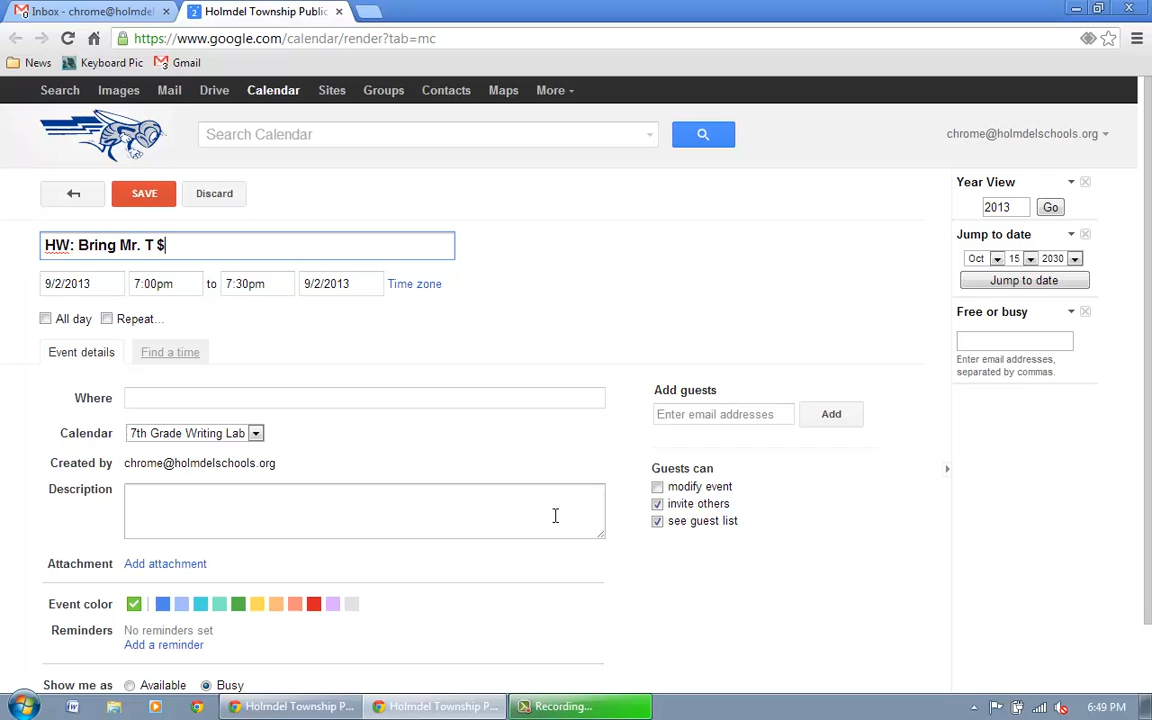 Inbox - chrome@holmdel
Holmdel Township Public
https://www.google.com/calendar/render?tab=mc
News Keyboard Pic Gmail
Search Images Mail Drive Calendar Sites Groups Contacts Maps More
Search Calendar
chrome@holmdelschools.org
SAVE Discard
HW: Bring Mr. T $
9/2/2013 7:00pm to 7:30pm 9/2/2013 Time zone
All day Repeat...
Event details Find a time
Where
Calendar 7th Grade Writing Lab
Created by chrome@holmdelschools.org
Description
Attachment Add attachment
Event color
Reminders No reminders set
Add a reminder
Show me as Available Busy
Add guests
Enter email addresses Add
Guests can
modify event
invite others
see guest list
Year View
2013 Go
Jump to date
Oct 15 2030
Jump to date
Free or busy
Enter email addresses,
separated by commas.
Holmdel Township P... Holmdel Township P... Recording... 6:49 PM